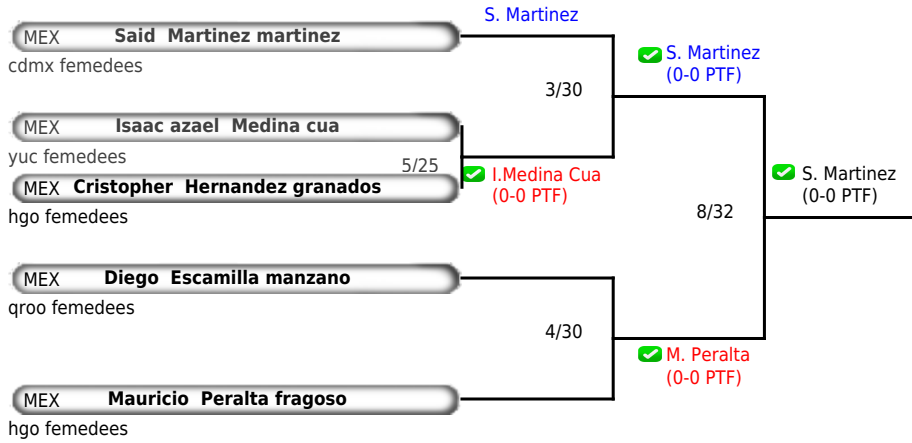 S. Martinez
MEX Said Martinez martinez
cdmx femedees
S. Martinez
(0-0 PTF)
3/30
MEX Isaac azael Medina cua
yuc femedees
5/25
I.Medina Cua
(0-0 PTF)
MEX Cristopher Hernandez granados
hgo femedees
S. Martinez
(0-0 PTF)
8/32
MEX Diego Escamilla manzano
qroo femedees
4/30
M. Peralta
(0-0 PTF)
MEX Mauricio Peralta fragoso
hgo femedees